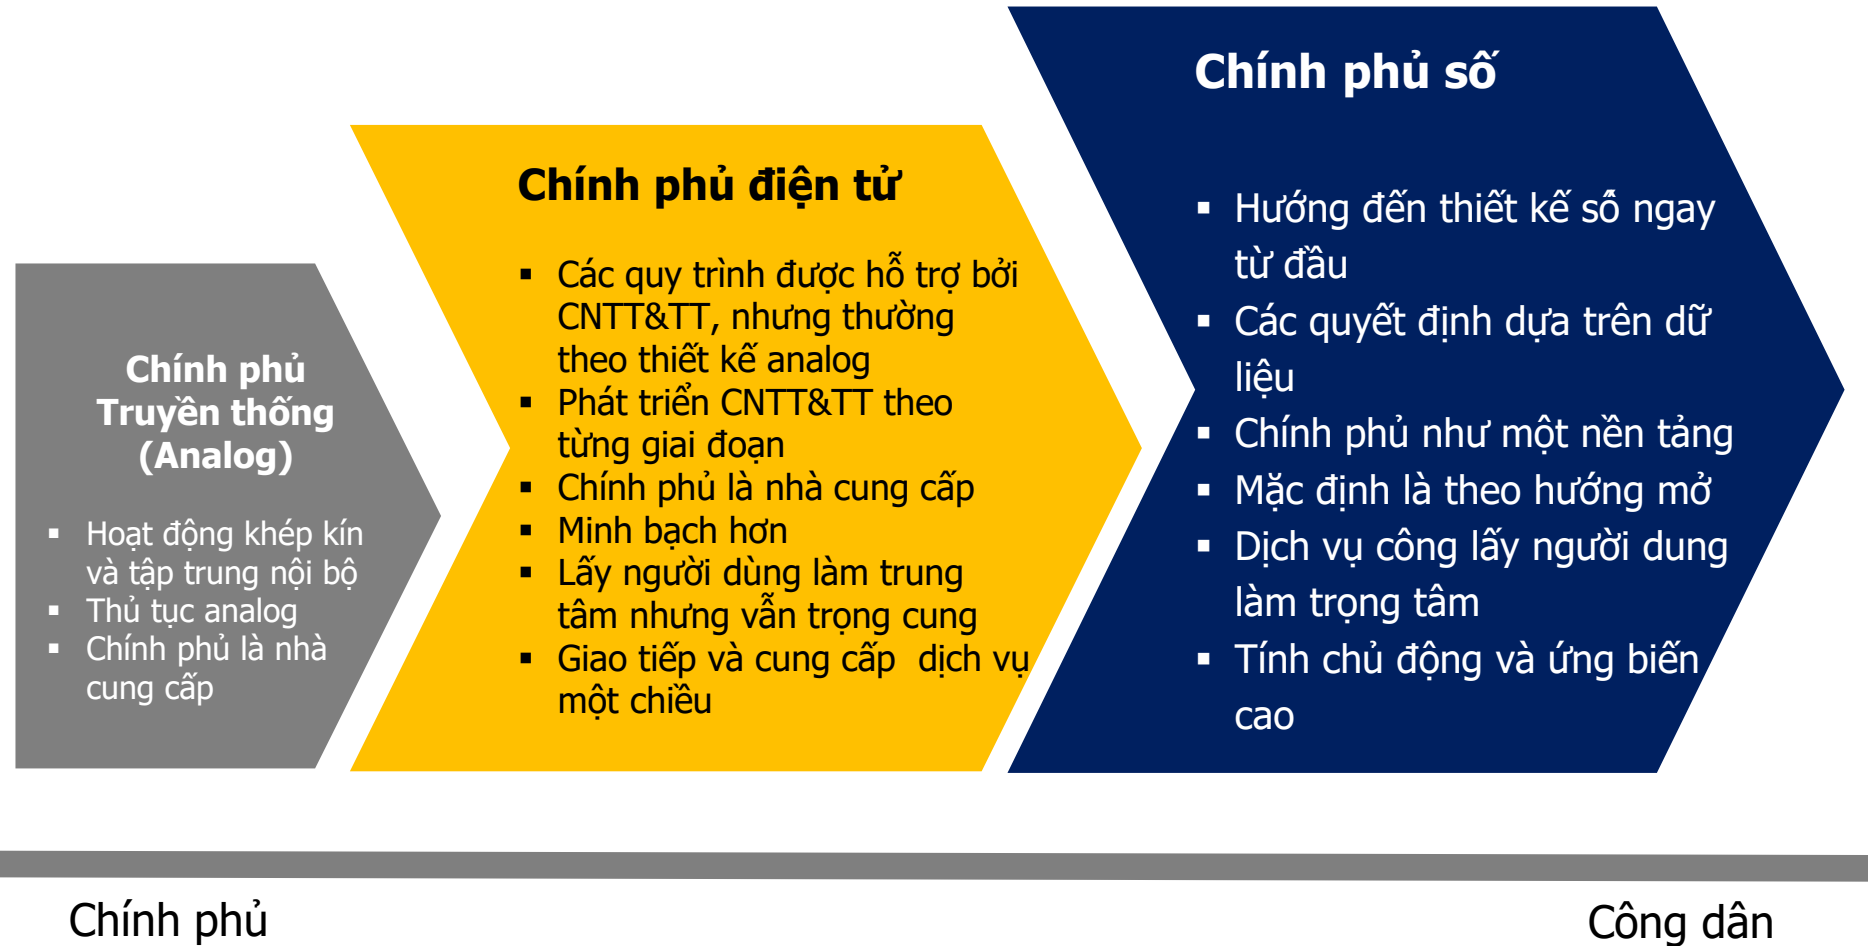 Chính phủ
Truyền thống
(Analog)
▪ Hoạt động khép kín
và tập trung nội bộ
▪ Thủ tục analog
▪ Chính phủ là nhà
cung cấp
Chính phủ điện tử
▪ Các quy trình được hỗ trợ bởi
CNTT&TT, nhưng thường
theo thiết kế analog
▪ Phát triển CNTT&TT theo
từng giai đoạn
▪ Chính phủ là nhà cung cấp
▪ Minh bạch hơn
▪ Lấy người dùng làm trung
tâm nhưng vẫn trọng cung
▪ Giao tiếp và cung cấp dịch vụ
một chiều
Chính phủ số
▪ Hướng đến thiết kế số ngay
từ đầu
▪ Các quyết định dựa trên dữ
liệu
▪ Chính phủ như một nền tảng
▪ Mặc định là theo hướng mở
▪ Dịch vụ công lấy người dung
làm trọng tâm
▪ Tính chủ động và ứng biến
cao
Chính phủ
Công dân